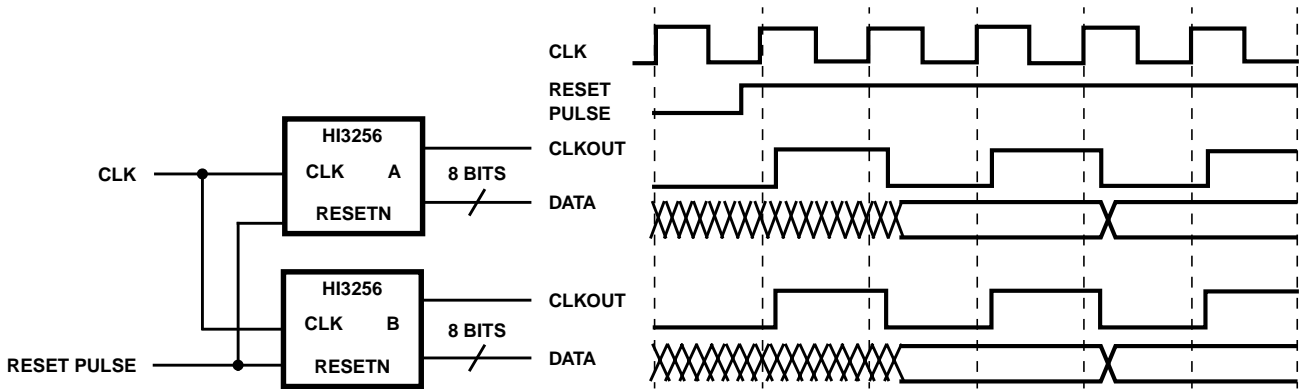 CLK
RESET PULSE
HI3256
CLK A
RESETN
8 BITS
HI3256
CLK B
RESETN
8 BITS
CLK
RESET
PULSE
CLKOUT
DATA
CLKOUT
DATA